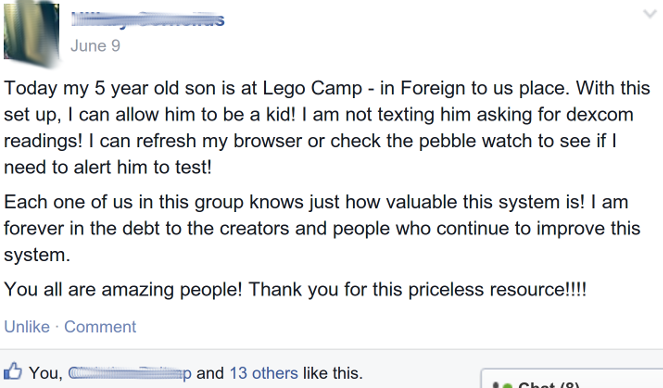 June 9
Today my 5 year old son is at Lego Camp - in Foreign to us place. With this
set up, I can allow him to be a kid! I am not texting him asking for dexcom
readings! I can refresh my browser or check the pebble watch to see if I
need to alert him to test!
Each one of us in this group knows just how valuable this system is! I am
forever in the debt to the creators and people who continue to improve this
system.
You all are amazing people! Thank you for this priceless resource!!!!
Unlike · Comment
You, and 13 others like this.
Chat (8)